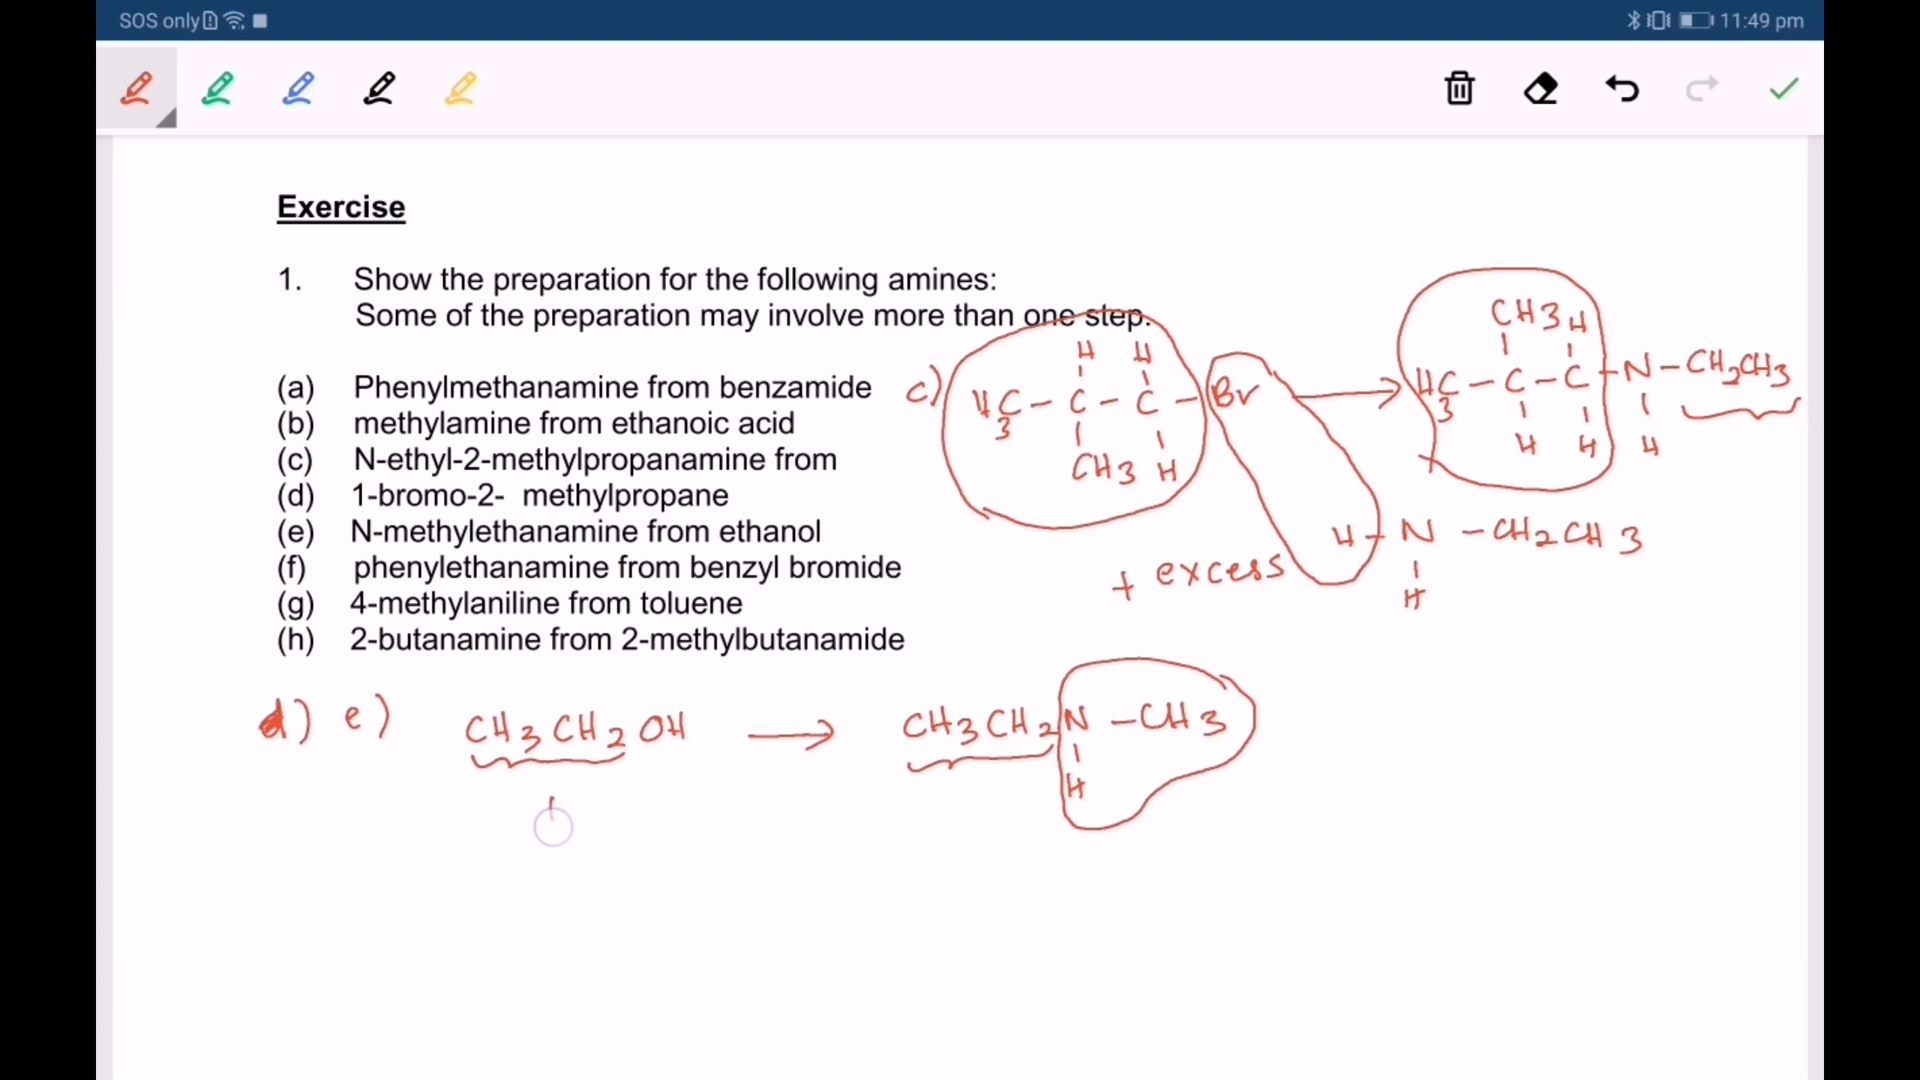 SOS only 11:49 pm
Exercise
1. Show the preparation for the following amines:
Some of the preparation may involve more than one step.
(a) Phenylmethanamine from benzamide
(b) methylamine from ethanoic acid
(c) N-ethyl-2-methylpropanamine from
(d) 1-bromo-2- methylpropane
(e) N-methylethanamine from ethanol
(f) phenylethanamine from benzyl bromide
(g) 4-methylaniline from toluene
(h) 2-butanamine from 2-methylbutanamide
H H
c) H3C - C - C - Br
CH3 H
CH3 H
H3C - C - C - N - CH2CH3
H H H
+ excess H - N - CH2CH3
H
d) e) CH3CH2OH → CH3CH2N - CH3
H